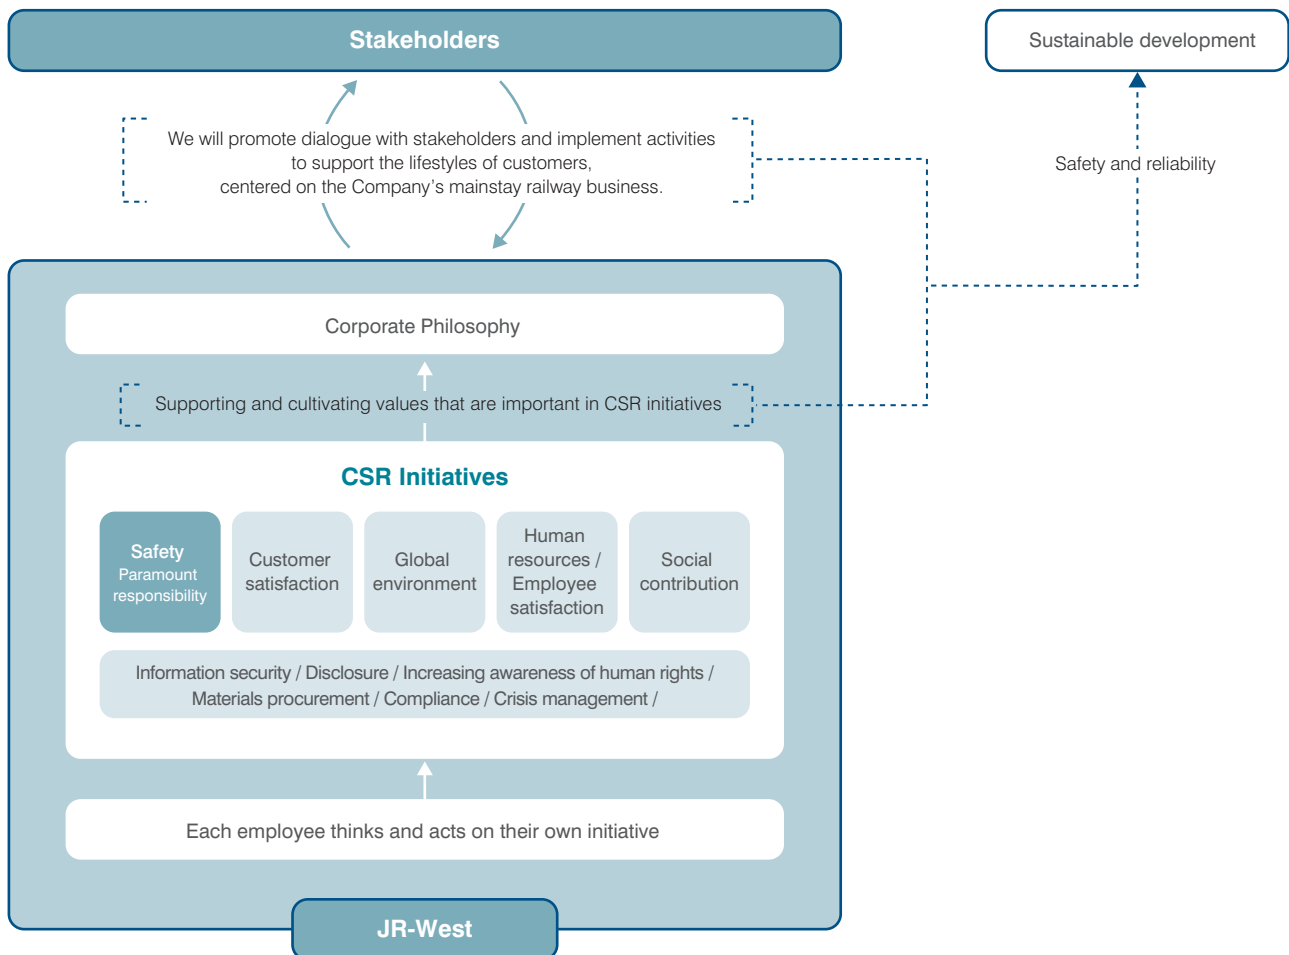 Stakeholders
Sustainable development
We will promote dialogue with stakeholders and implement activities
to support the lifestyles of customers,
centered on the Company’s mainstay railway business.
Safety and reliability
Corporate Philosophy
Supporting and cultivating values that are important in CSR initiatives
CSR Initiatives
Safety
Paramount
responsibility
Customer
satisfaction
Global
environment
Human
resources /
Employee
satisfaction
Social
contribution
Information security / Disclosure / Increasing awareness of human rights /
Materials procurement / Compliance / Crisis management /
Each employee thinks and acts on their own initiative
JR-West